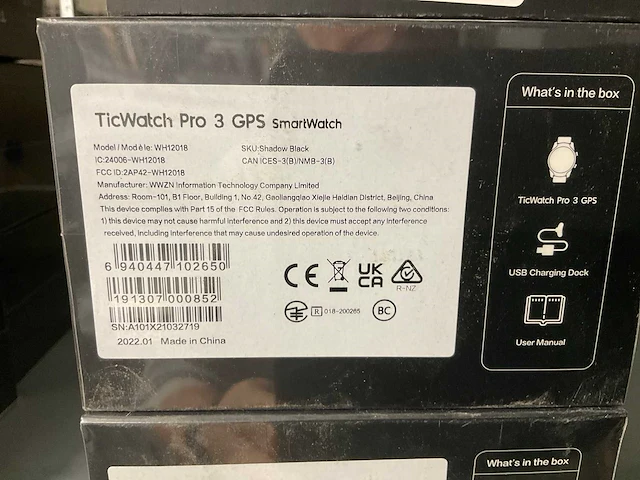 TicWatch Pro 3 GPS SmartWatch
Model / Modèle: WH12018
SKU:Shadow Black
IC:24006-WH12018
CAN ICES-3(B)/NMB-3(B)
FCC ID:2AP42-WH12018
Manufacturer: WWZN Information Technology Company Limited
Address: Room-101, B1 Floor, Building 1, No.42, Gaoliangqiao Xiejie Haidian District, Beijing, China
This device complies with Part 15 of the FCC Rules. Operation is subject to the following two conditions:
1) this device may not cause harmful interference and 2) this device must accept any interference
received, including interference that may cause undesired operation of the device.
6 940447 102650
191307 000852
SN:A101X21032719
2022.01 Made in China
CE
UK
CA
R-NZ
R 018-200265
BC
What's in the box
TicWatch Pro 3 GPS
USB Charging Dock
User Manual
What's in the box